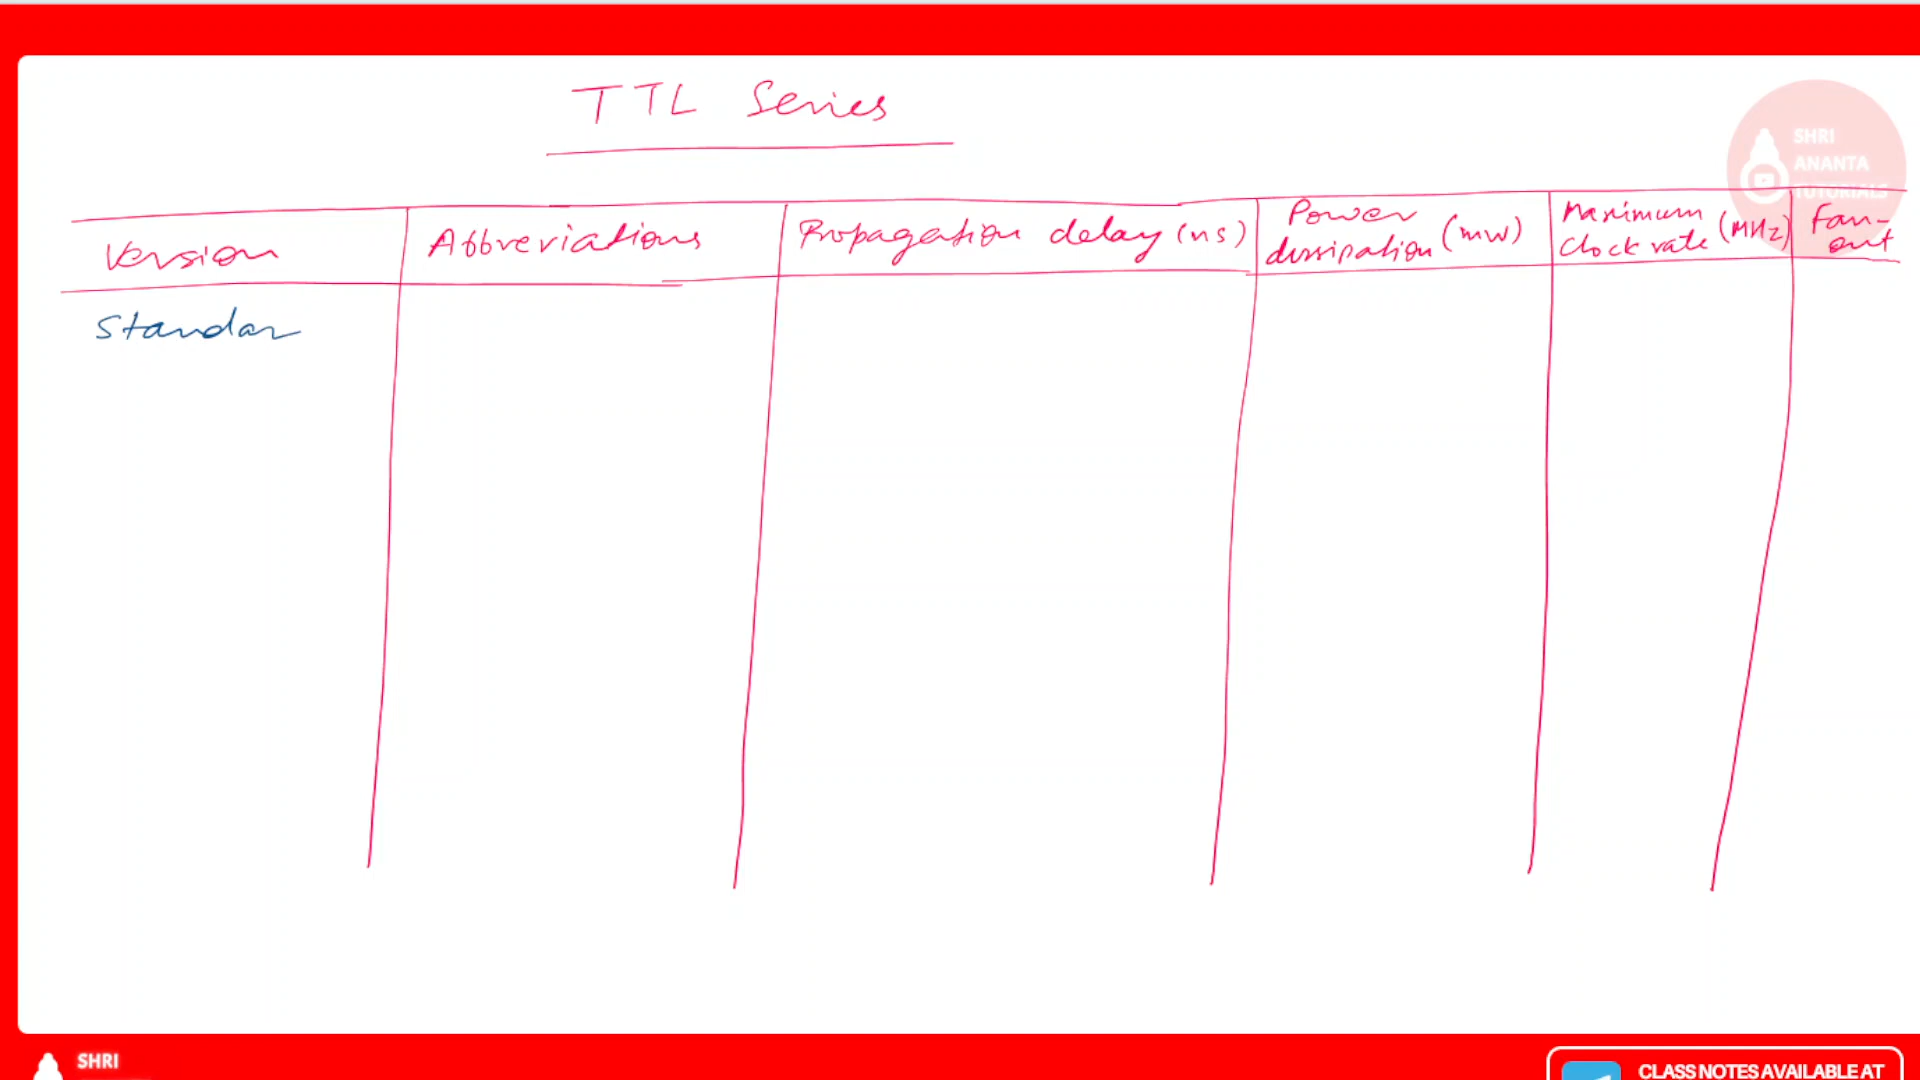 TTL Series
SHRI
ANANTA
TUTORIALS
Version
Abbreviations
Propagation delay (ns)
Power
dissipation (mW)
Maximum
Clock rate (MHz)
Fan-
out
Standar
SHRI
CLASS NOTES AVAILABLE AT